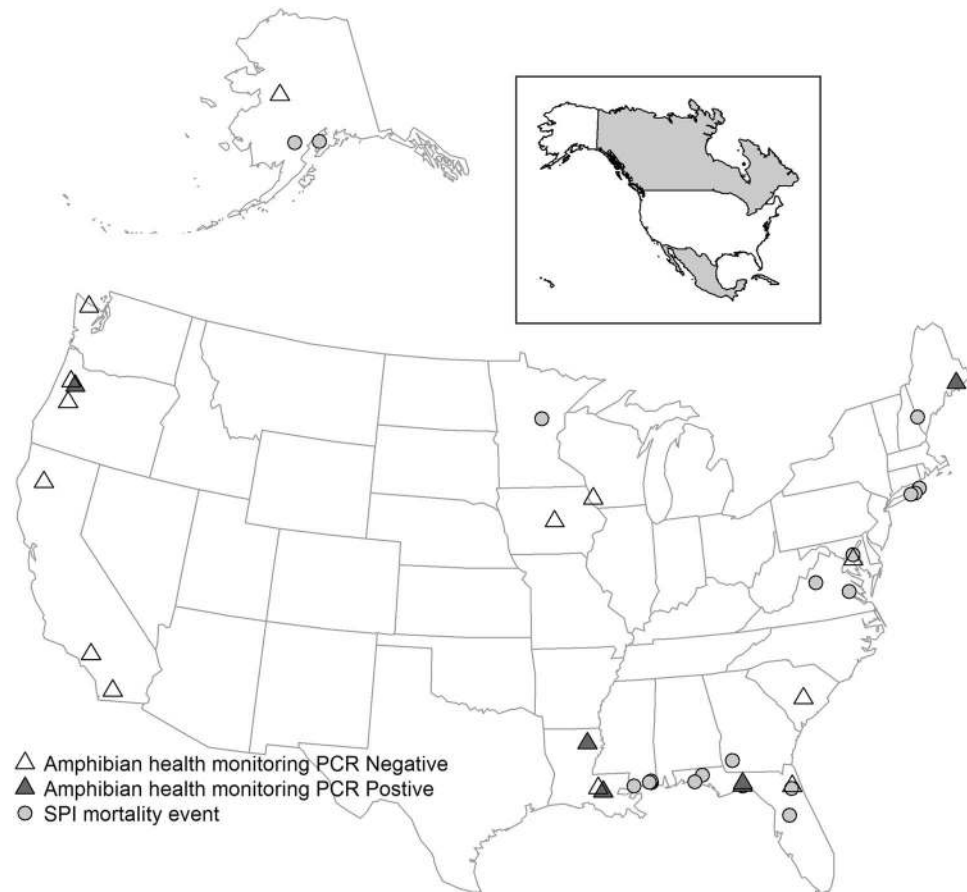 Amphibian health monitoring PCR Negative
Amphibian health monitoring PCR Postive
SPI mortality event